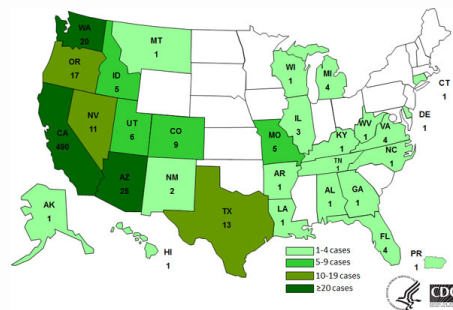 WA
20
MT
1
OR
17
ID
5
WI
1
MI
4
CT
1
NV
11
UT
6
CO
9
CA
490
IL
3
MO
5
KY
1
WV
1
VA
4
DE
1
AZ
25
NM
2
TN
1
NC
1
AR
1
TX
13
LA
1
AL
1
GA
1
FL
4
AK
1
HI
1
PR
1
1-4 cases
5-9 cases
10-19 cases
≥20 cases
CDC